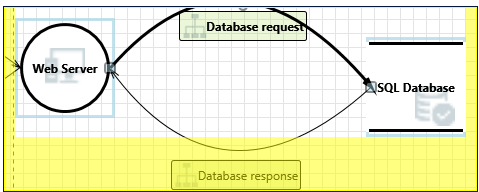 Database request
Web Server
SQL Database
Database response